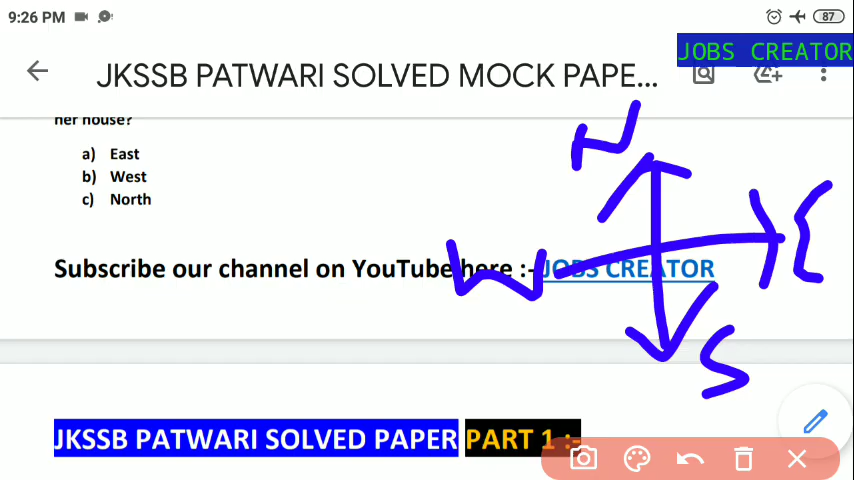 9:26 PM
87
JOBS CREATOR
JKSSB PATWARI SOLVED MOCK PAPE...
her house?
a) East
b) West
c) North
N
E
W
S
Subscribe our channel on YouTube here :- JOBS CREATOR
JKSSB PATWARI SOLVED PAPER PART 1 :-